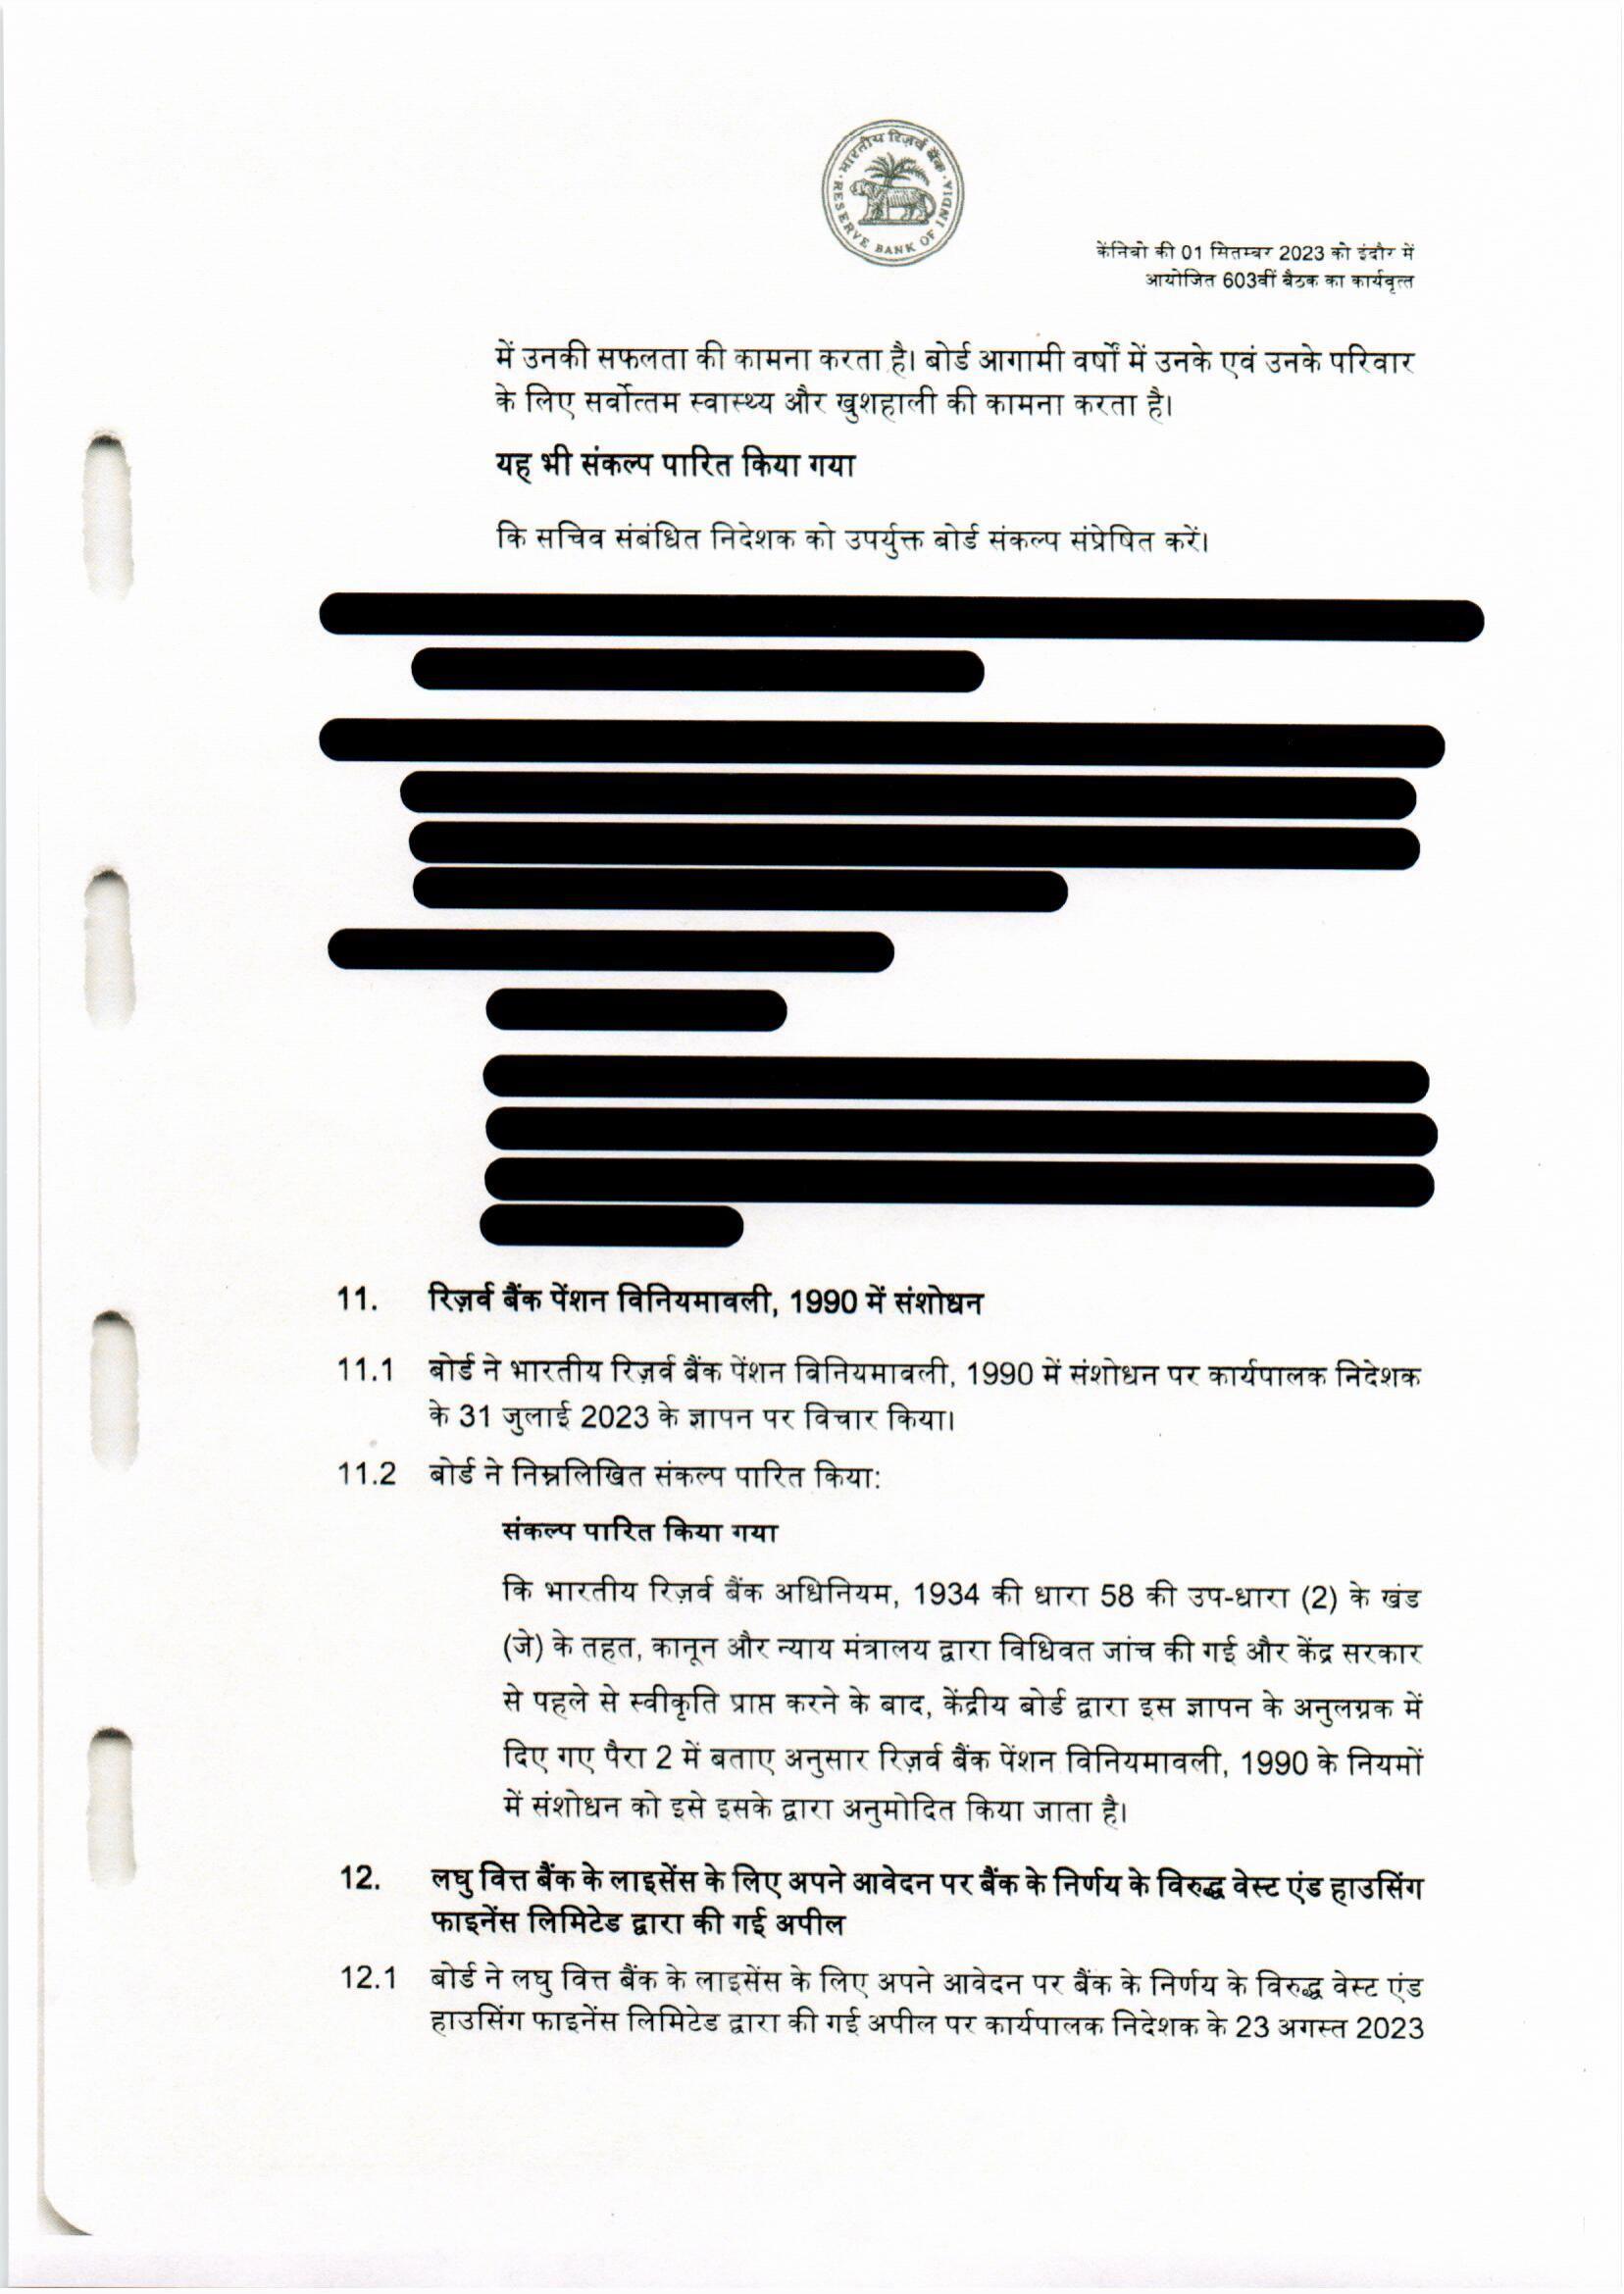 भारतीय रिज़र्व बैंक
RESERVE BANK OF INDIA
केंनिबो की 01 सितम्बर 2023 को इंदौर में
आयोजित 603वीं बैठक का कार्यवृत्त
में उनकी सफलता की कामना करता है। बोर्ड आगामी वर्षों में उनके एवं उनके परिवार
के लिए सर्वोत्तम स्वास्थ्य और खुशहाली की कामना करता है।
यह भी संकल्प पारित किया गया
कि सचिव संबंधित निदेशक को उपर्युक्त बोर्ड संकल्प संप्रेषित करें।
11. रिज़र्व बैंक पेंशन विनियमावली, 1990 में संशोधन
11.1 बोर्ड ने भारतीय रिज़र्व बैंक पेंशन विनियमावली, 1990 में संशोधन पर कार्यपालक निदेशक
के 31 जुलाई 2023 के ज्ञापन पर विचार किया।
11.2 बोर्ड ने निम्नलिखित संकल्प पारित किया:
संकल्प पारित किया गया
कि भारतीय रिज़र्व बैंक अधिनियम, 1934 की धारा 58 की उप-धारा (2) के खंड
(जे) के तहत, कानून और न्याय मंत्रालय द्वारा विधिवत जांच की गई और केंद्र सरकार
से पहले से स्वीकृति प्राप्त करने के बाद, केंद्रीय बोर्ड द्वारा इस ज्ञापन के अनुलग्नक में
दिए गए पैरा 2 में बताए अनुसार रिज़र्व बैंक पेंशन विनियमावली, 1990 के नियमों
में संशोधन को इसे इसके द्वारा अनुमोदित किया जाता है।
12. लघु वित्त बैंक के लाइसेंस के लिए अपने आवेदन पर बैंक के निर्णय के विरुद्ध वेस्ट एंड हाउसिंग
फाइनेंस लिमिटेड द्वारा की गई अपील
12.1 बोर्ड ने लघु वित्त बैंक के लाइसेंस के लिए अपने आवेदन पर बैंक के निर्णय के विरुद्ध वेस्ट एंड
हाउसिंग फाइनेंस लिमिटेड द्वारा की गई अपील पर कार्यपालक निदेशक के 23 अगस्त 2023